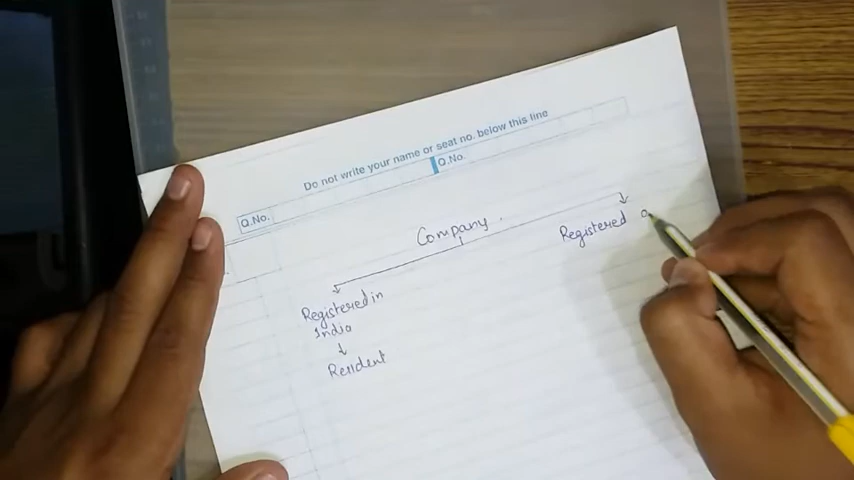 Do not write your name or seat no. below this line
Q.No.
Q.No.
Company
Registered in
India
Resident
Registered o